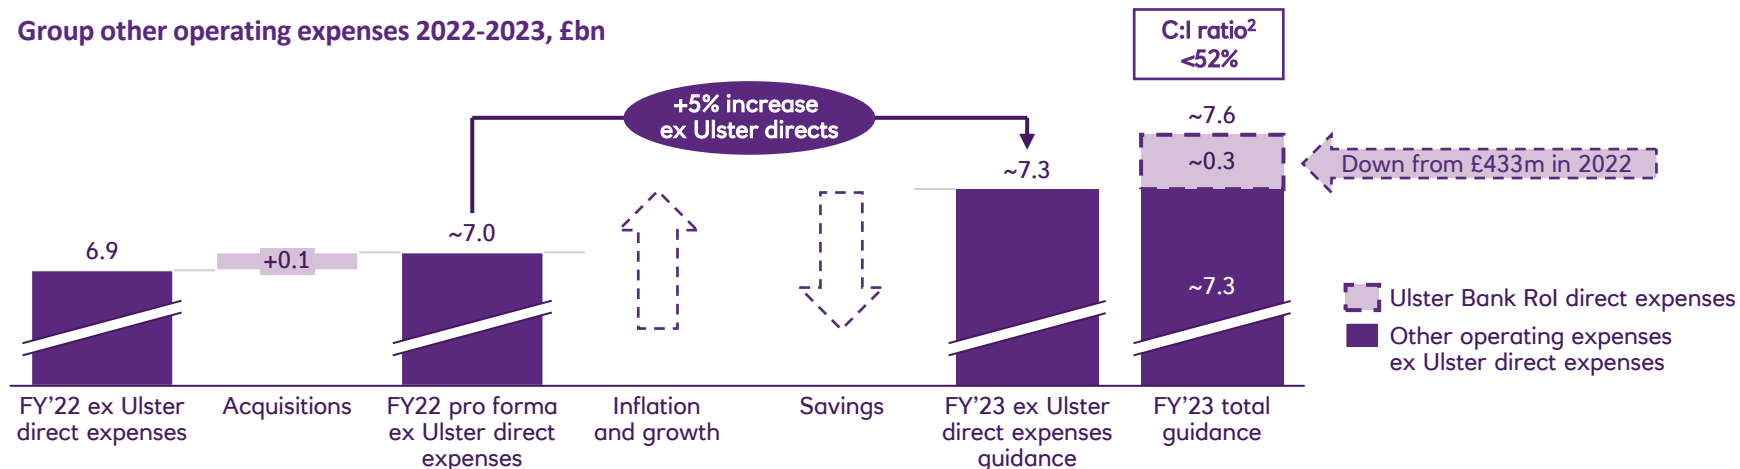 Group other operating expenses 2022-2023, £bn
C:I ratio2
<52%
+5% increase
ex Ulster directs
~7.6
~0.3
Down from £433m in 2022
~7.3
~7.0
6.9
+0.1
~7.3
Ulster Bank RoI direct expenses
Other operating expenses
ex Ulster direct expenses
FY'22 ex Ulster
direct expenses
Acquisitions
FY22 pro forma
ex Ulster direct
expenses
Inflation
and growth
Savings
FY'23 ex Ulster
direct expenses
guidance
FY'23 total
guidance